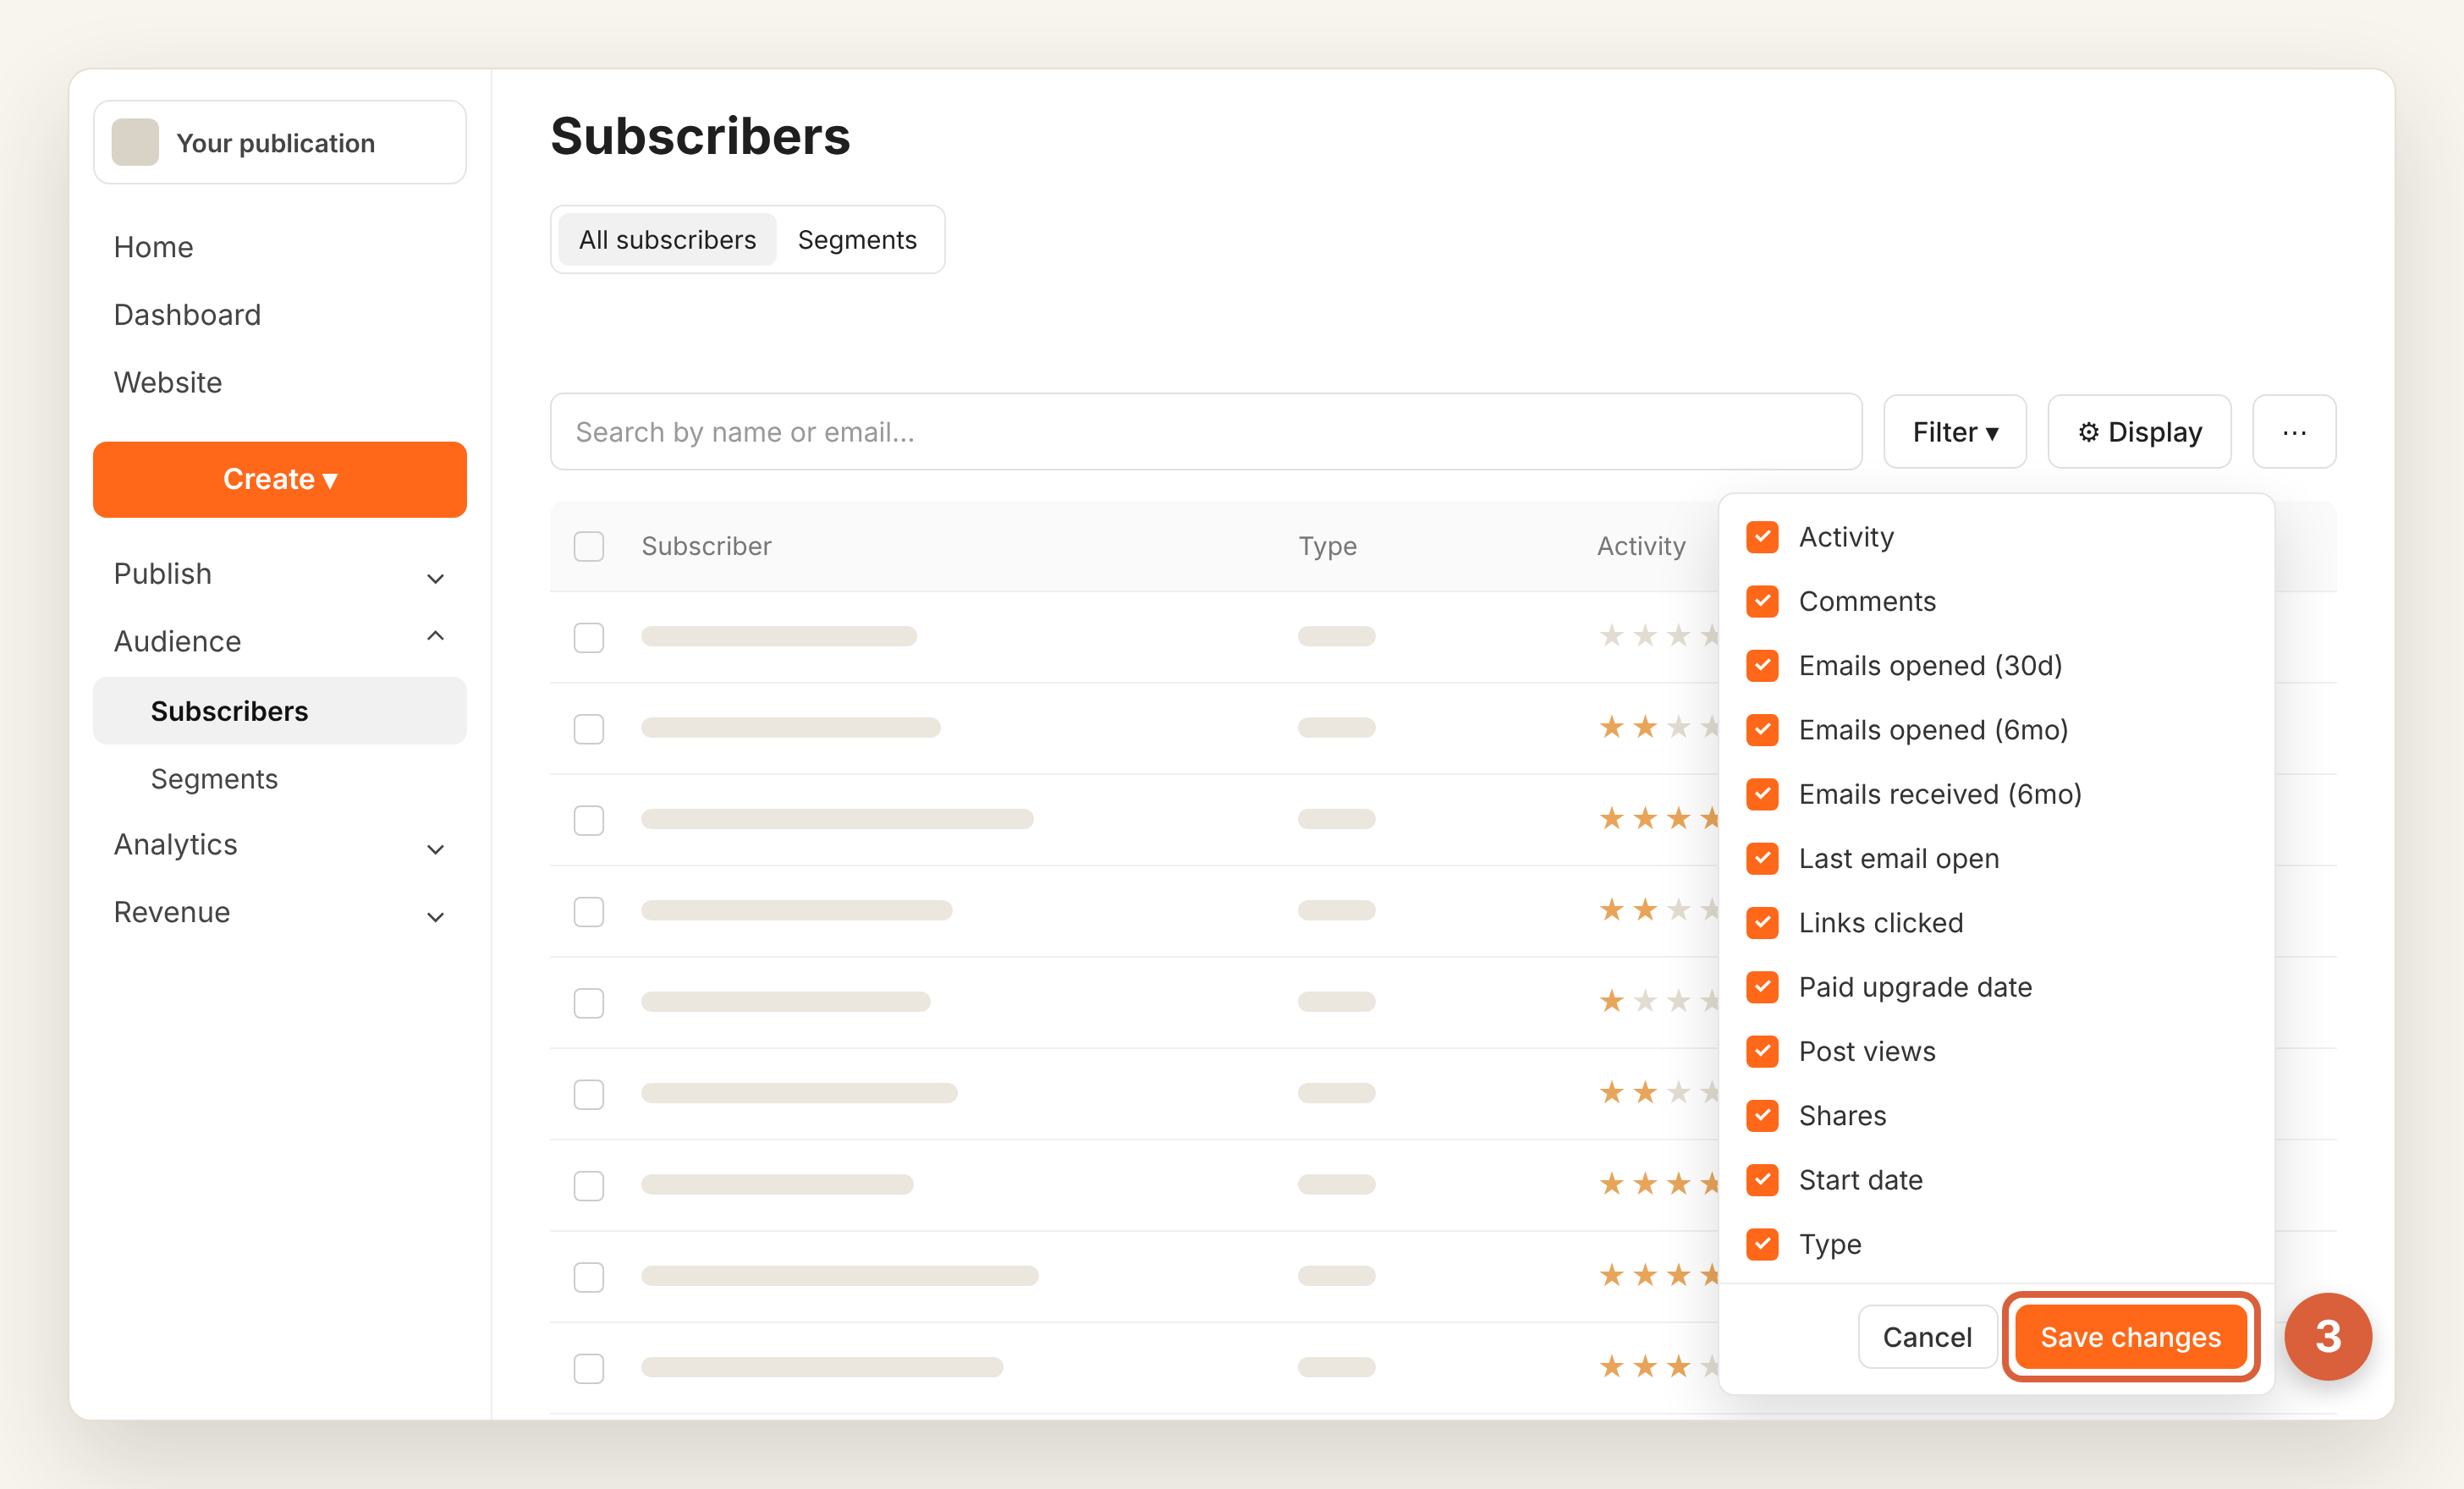 Your publication
Home
Dashboard
Website
Create ▾
Publish
Audience
Subscribers
Segments
Analytics
Revenue
Subscribers
All subscribers Segments
Search by name or email...
Filter ▾ ⚙ Display ...
Subscriber Type Activity
Activity
Comments
Emails opened (30d)
Emails opened (6mo)
Emails received (6mo)
Last email open
Links clicked
Paid upgrade date
Post views
Shares
Start date
Type
Cancel Save changes 3